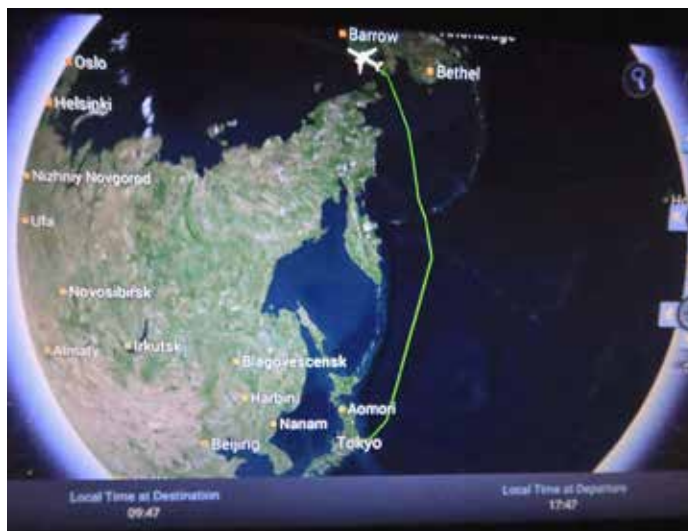 Barrow
Oslo
Bethel
Helsinki
Nizhniy Novgorod
Ufa
Novosibirsk
Almaty
Irkutsk
Blagovescensk
Harbin
Aomori
Nanam
Beijing
Tokyo
Local Time at Destination
09:47
Local Time at Departure
17:47